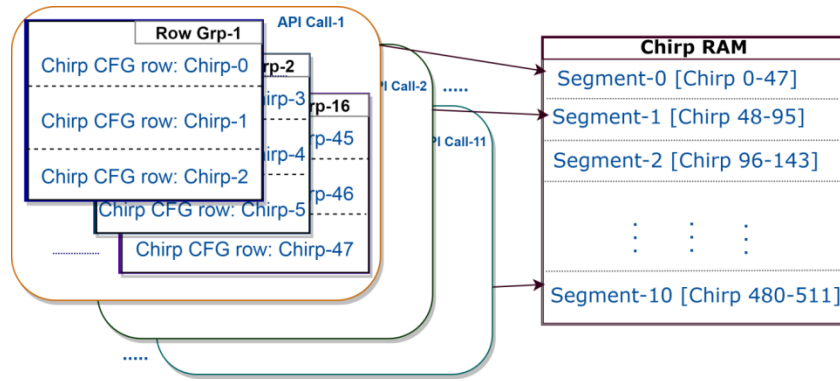 API Call-1
Row Grp-1
Chirp CFG row: Chirp-0
Chirp CFG row: Chirp-1
Chirp CFG row: Chirp-2
rp-2
hirp-3
hirp-4
Chirp CFG row: Chirp-5
rp-16
rp-45
rp-46
Chirp CFG row: Chirp-47
............
PI Call-2
.....
PI Call-11
.....
Chirp RAM
Segment-0 [Chirp 0-47]
Segment-1 [Chirp 48-95]
Segment-2 [Chirp 96-143]
Segment-10 [Chirp 480-511]